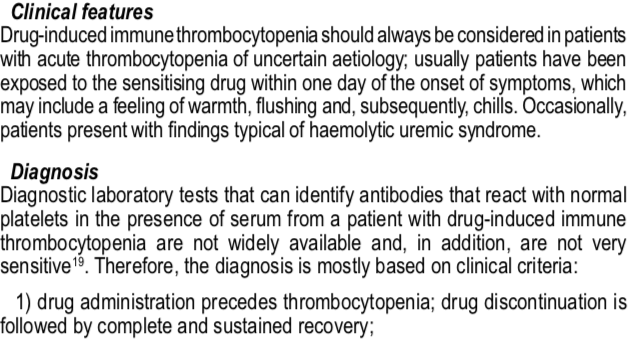 Clinical features
Drug-induced immune thrombocytopenia should always be considered in patients
with acute thrombocytopenia of uncertain aetiology; usually patients have been
exposed to the sensitising drug within one day of the onset of symptoms, which
may include a feeling of warmth, flushing and, subsequently, chills. Occasionally,
patients present with findings typical of haemolytic uremic syndrome.
Diagnosis
Diagnostic laboratory tests that can identify antibodies that react with normal
platelets in the presence of serum from a patient with drug-induced immune
thrombocytopenia are not widely available and, in addition, are not very
sensitive19. Therefore, the diagnosis is mostly based on clinical criteria:
1) drug administration precedes thrombocytopenia; drug discontinuation is
followed by complete and sustained recovery;